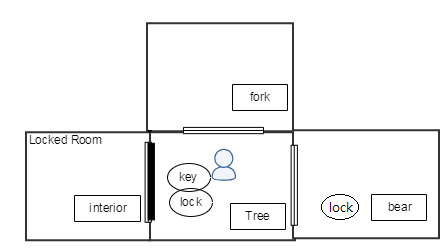 fork
Locked Room
key
lock
interior
Tree
lock
bear